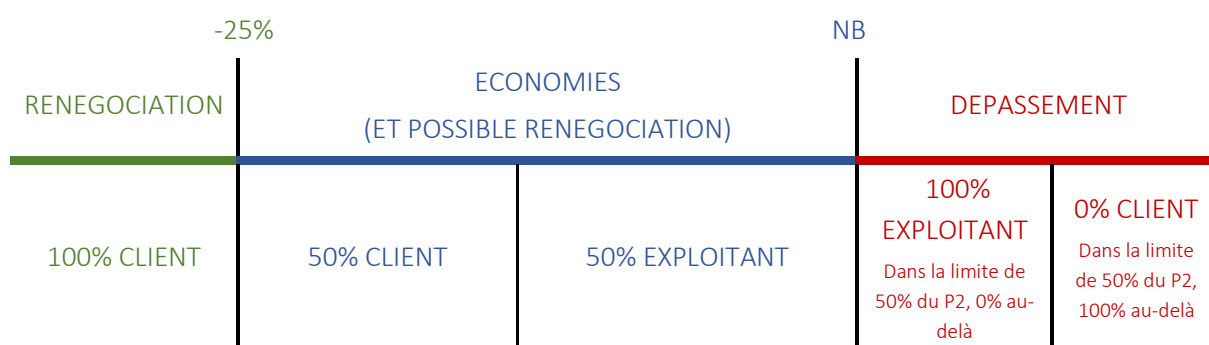 -25%
NB
RENEGOCIATION
ECONOMIES
(ET POSSIBLE RENEGOCIATION)
DEPASSEMENT
100% CLIENT
50% CLIENT
50% EXPLOITANT
100%
EXPLOITANT
Dans la limite de
50% du P2, 0% au-
delà
0% CLIENT
Dans la limite
de 50% du P2,
100% au-delà